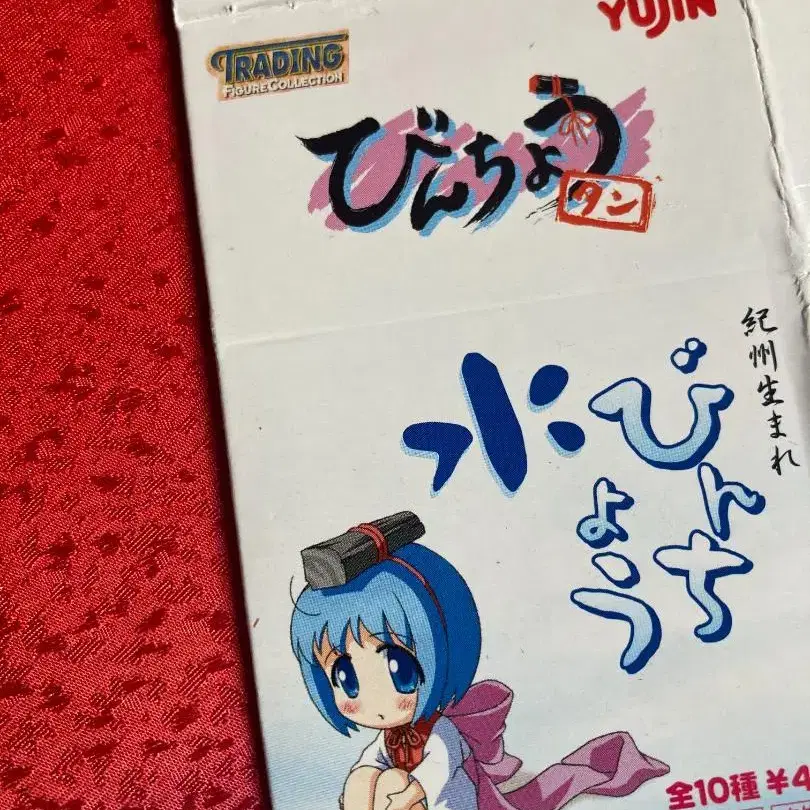 YUJIN
TRADING
FIGURE COLLECTION
びんちょう
タン
紀州生まれ
びんち
ょう
水
全10種 ¥4